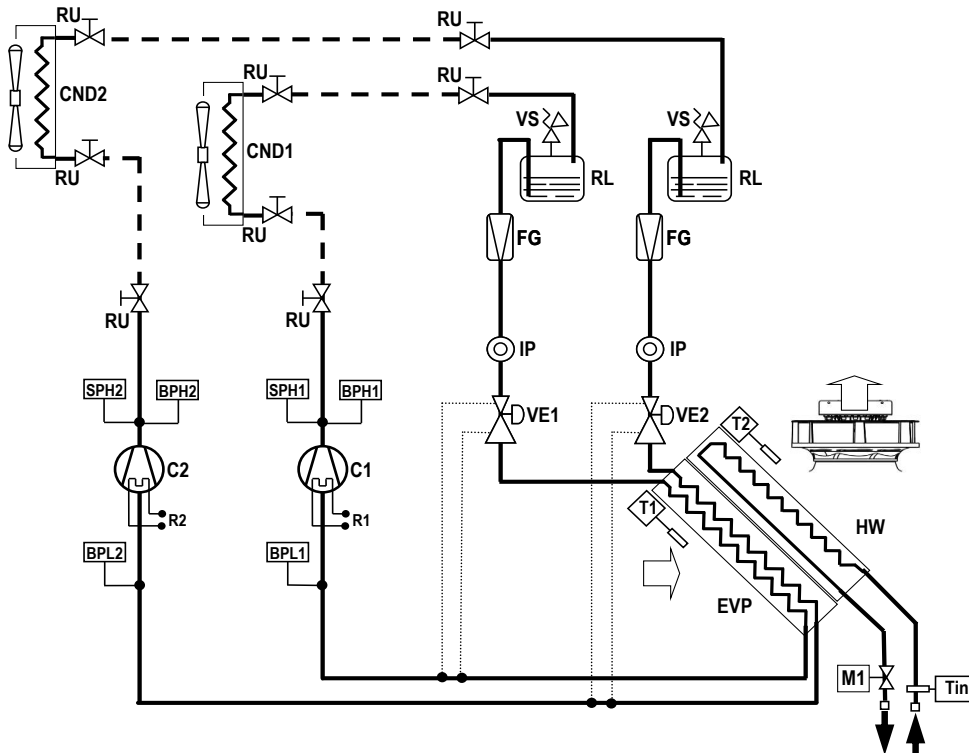 RU
RU
RU
RU
CND2
VS
VS
CND1
RL
RL
RU
RU
FG
FG
RU
RU
IP
IP
SPH2
BPH2
SPH1
BPH1
VE1
VE2
T2
C2
C1
T1
R2
R1
HW
BPL2
BPL1
EVP
M1
Tin